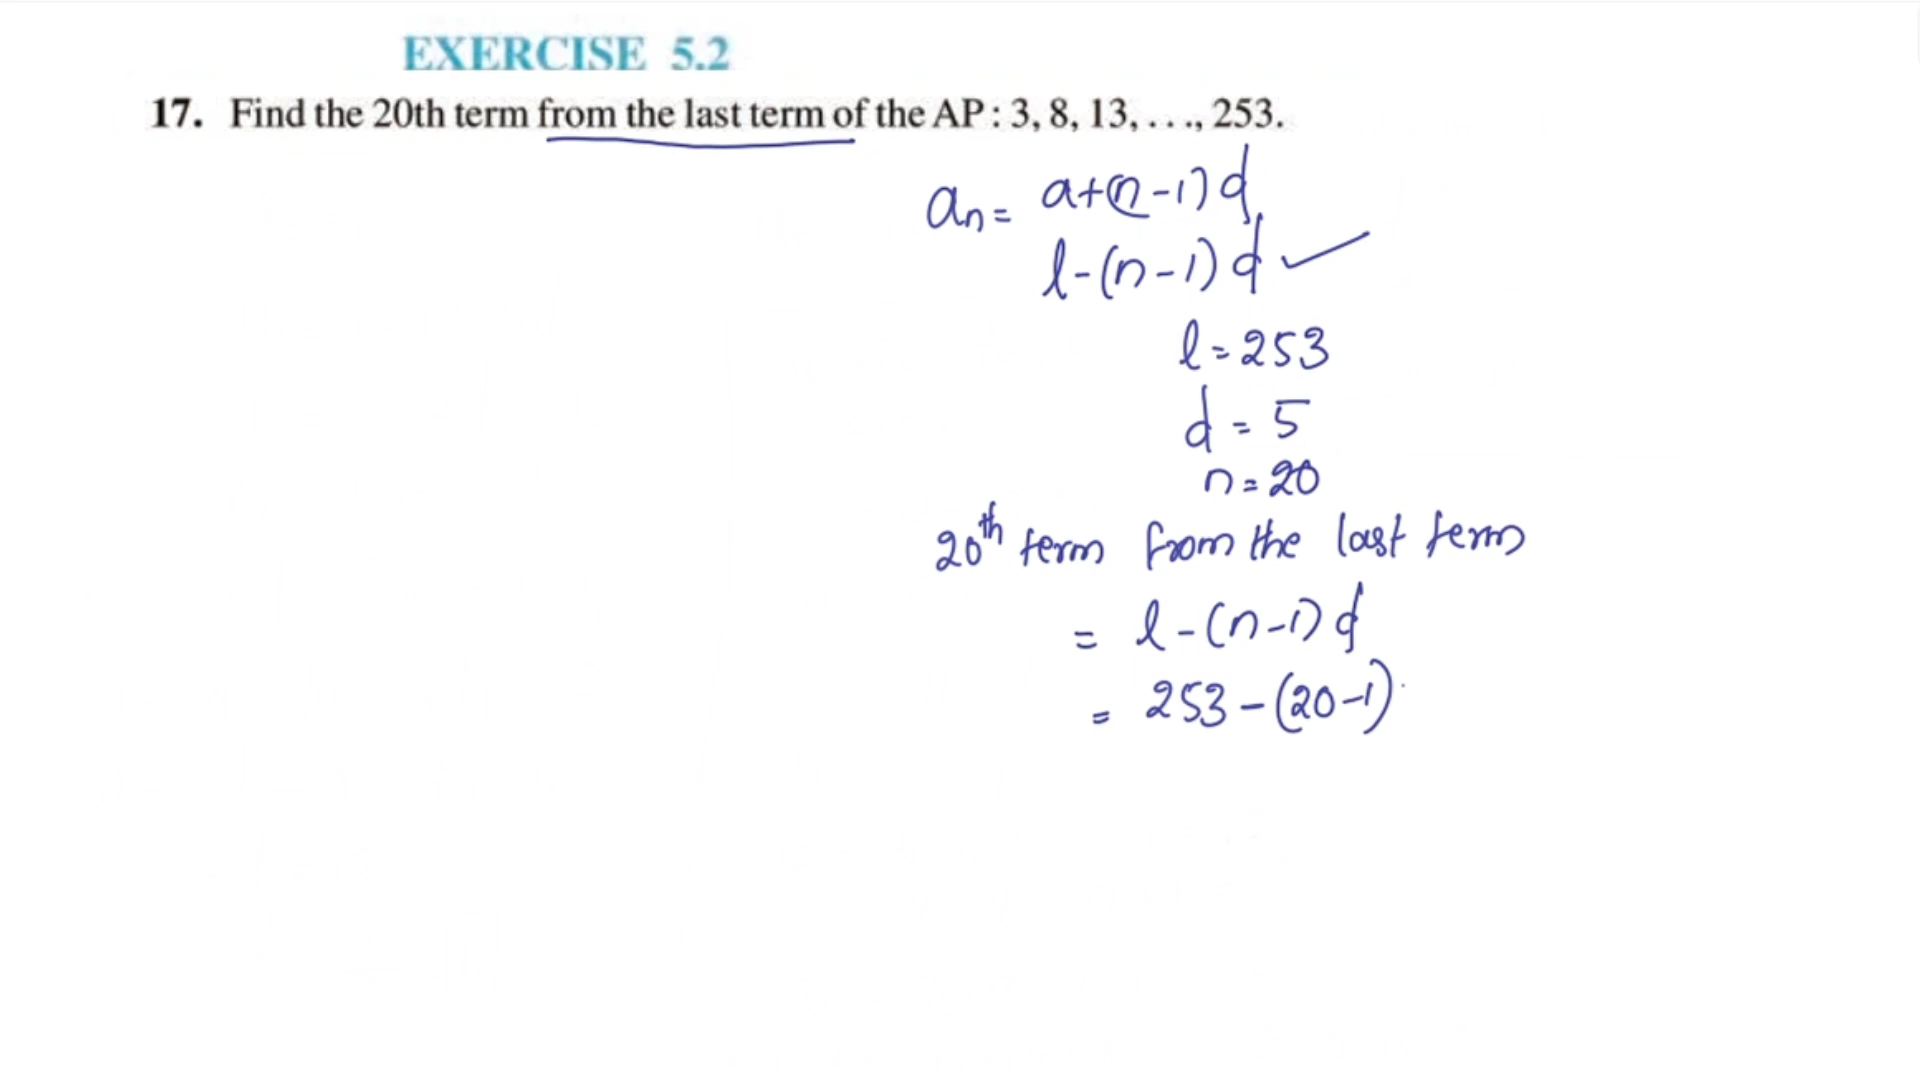 EXERCISE 5.2
17. Find the 20th term from the last term of the AP : 3, 8, 13, . . ., 253.
an = a+(n-1)d
l-(n-1)d ✓
l = 253
d = 5
n = 20
20th term from the last term
= l-(n-1)d
= 253-(20-1)